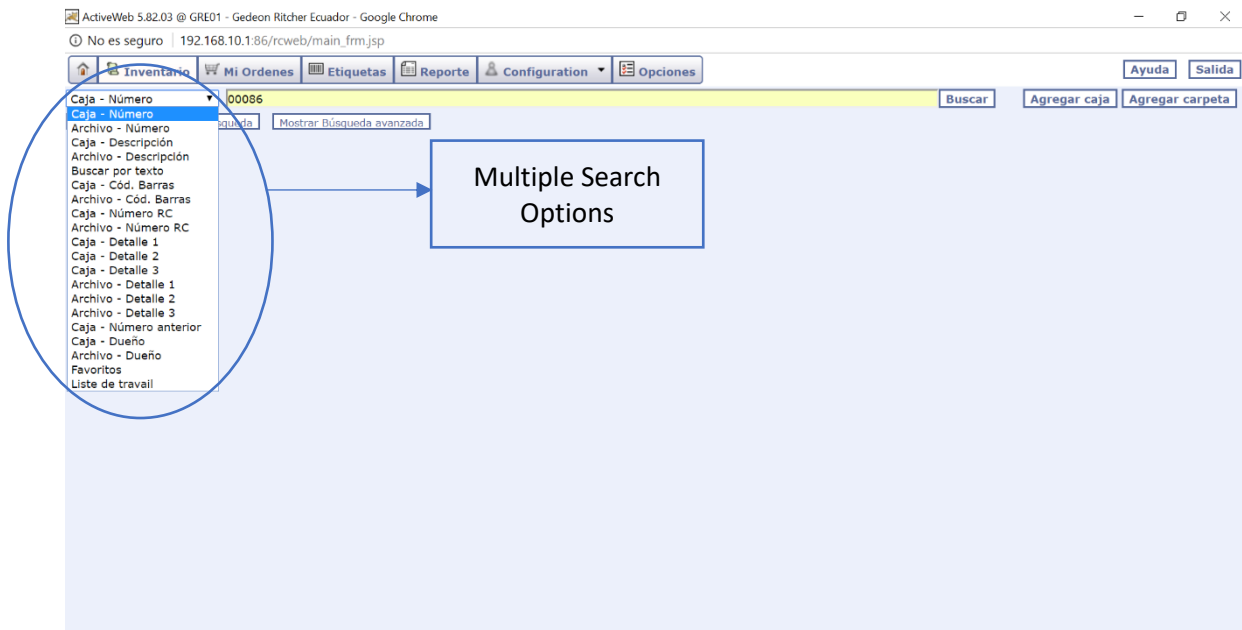 ActiveWeb 5.82.03 @ GRE01 - Gedeon Ritcher Ecuador - Google Chrome
No es seguro | 192.168.10.1:86/rcweb/main_frm.jsp
Inventario Mi Ordenes Etiquetas Reporte Configuration Opciones Ayuda Salida
Caja - Número 00086 Buscar Agregar caja Agregar carpeta
squeda Mostrar Búsqueda avanzada
Caja - Número
Archivo - Número
Caja - Descripción
Archivo - Descripción
Buscar por texto
Caja - Cód. Barras
Archivo - Cód. Barras
Caja - Número RC
Archivo - Número RC
Caja - Detalle 1
Caja - Detalle 2
Caja - Detalle 3
Archivo - Detalle 1
Archivo - Detalle 2
Archivo - Detalle 3
Caja - Número anterior
Caja - Dueño
Archivo - Dueño
Favoritos
Liste de travail
Multiple Search
Options